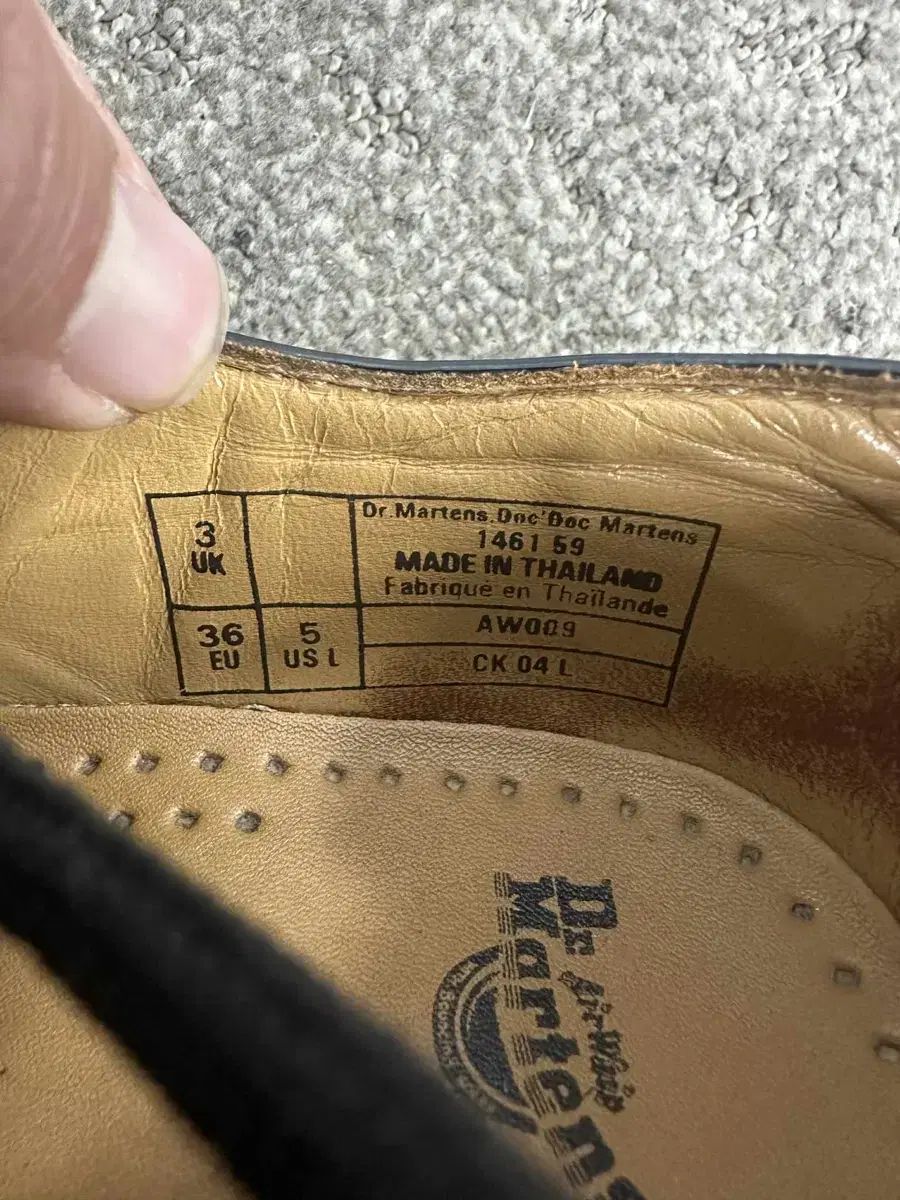 3
UK
Dr.Martens.Doc'Doc Martens
1461 59
MADE IN THAILAND
Fabriqué en Thaïlande
36
EU
5
US L
AW009
CK 04 L
Dr.
Martens
AirWair